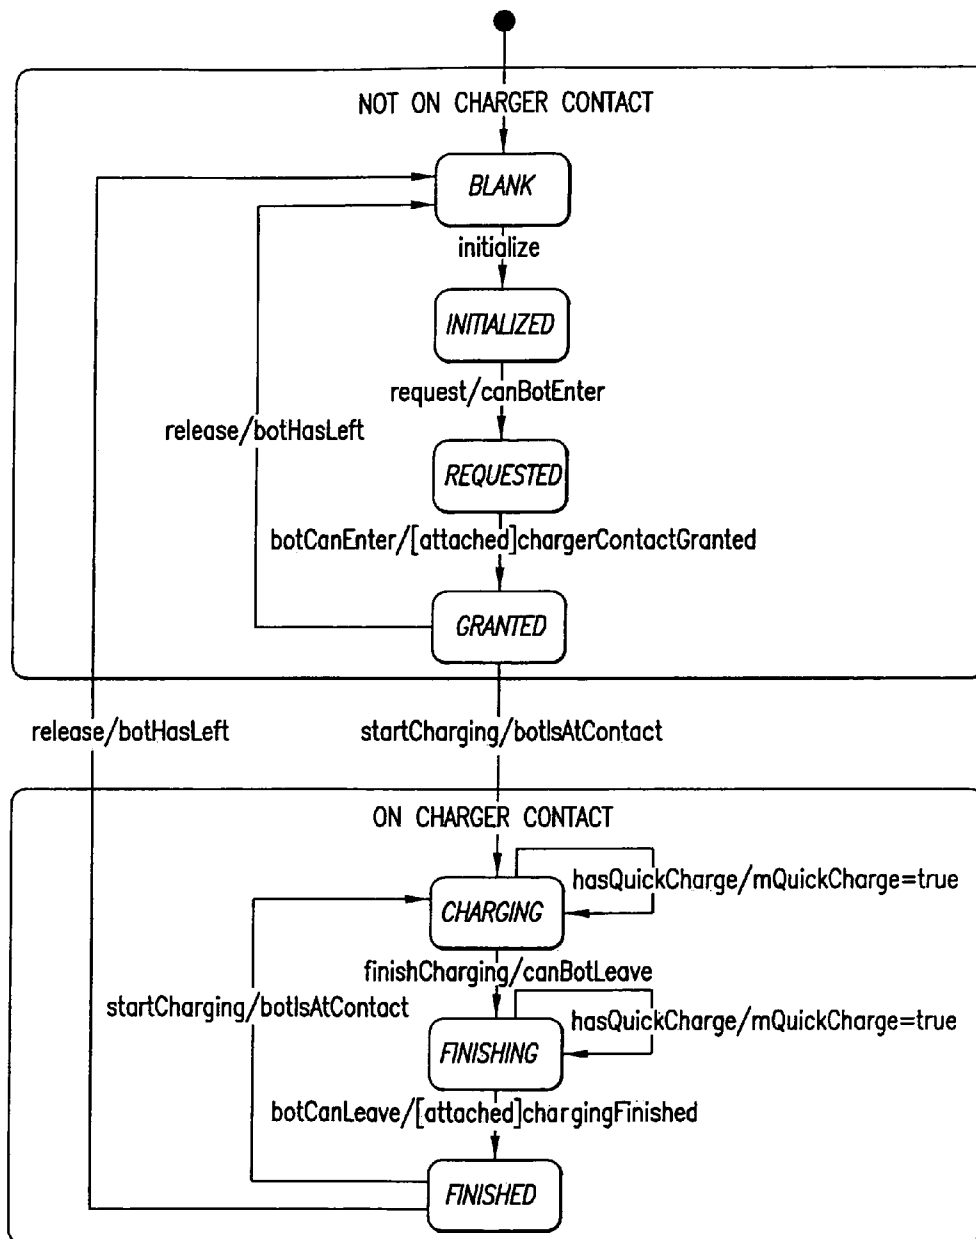 NOT ON CHARGER CONTACT
BLANK
initialize
INITIALIZED
request/canBotEnter
release/botHasLeft
REQUESTED
botCanEnter/[attached]chargerContactGranted
GRANTED
release/botHasLeft
startCharging/botIsAtContact
ON CHARGER CONTACT
hasQuickCharge/mQuickCharge=true
CHARGING
finishCharging/canBotLeave
startCharging/botIsAtContact
hasQuickCharge/mQuickCharge=true
FINISHING
botCanLeave/[attached]chargingFinished
FINISHED